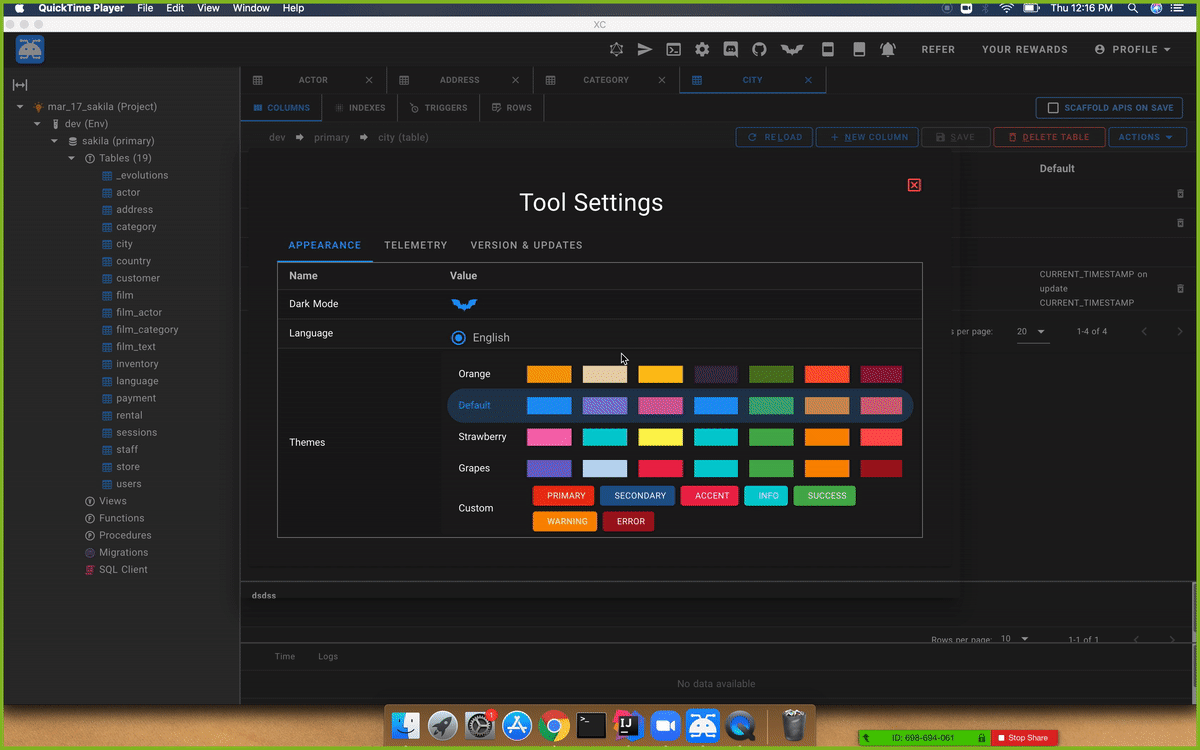 QuickTime Player File Edit View Window Help Thu 12:16 PM
XC
REFER YOUR REWARDS PROFILE
ACTOR ADDRESS CATEGORY CITY
COLUMNS INDEXES TRIGGERS ROWS SCAFFOLD APIS ON SAVE
dev primary city (table) RELOAD NEW COLUMN SAVE DELETE TABLE ACTIONS
mar_17_sakila (Project)
dev (Env)
sakila (primary)
Tables (19)
_evolutions
actor
address
category
city
country
customer
film
film_actor
film_category
film_text
inventory
language
payment
rental
sessions
staff
store
users
Views
Functions
Procedures
Migrations
SQL Client
Default
CURRENT_TIMESTAMP on
update
CURRENT_TIMESTAMP
s per page: 20 1-4 of 4
Tool Settings
APPEARANCE TELEMETRY VERSION & UPDATES
Name Value
Dark Mode
Language English
Themes
Orange
Default
Strawberry
Grapes
Custom PRIMARY SECONDARY ACCENT INFO SUCCESS
WARNING ERROR
dsdss
Rows per page: 10 1-1 of 1
Time Logs
No data available
1
IJ
ID: 698-694-061 Stop Share